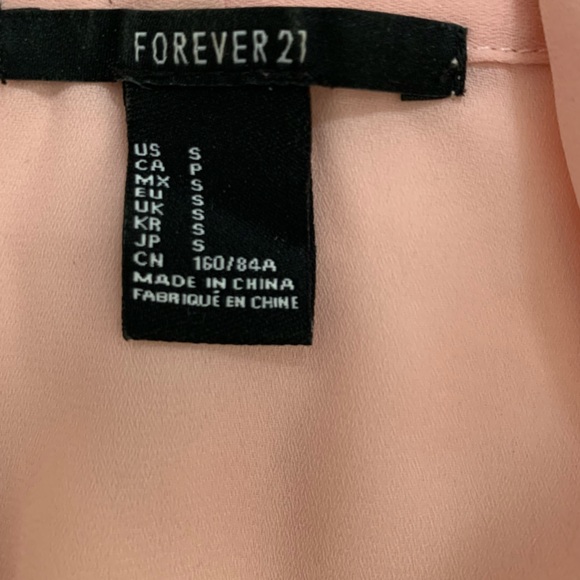 FOREVER 21
US S
CA P
MX S
EU S
UK S
KR S
JP S
CN 160/84A
MADE IN CHINA
FABRIQUÉ EN CHINE